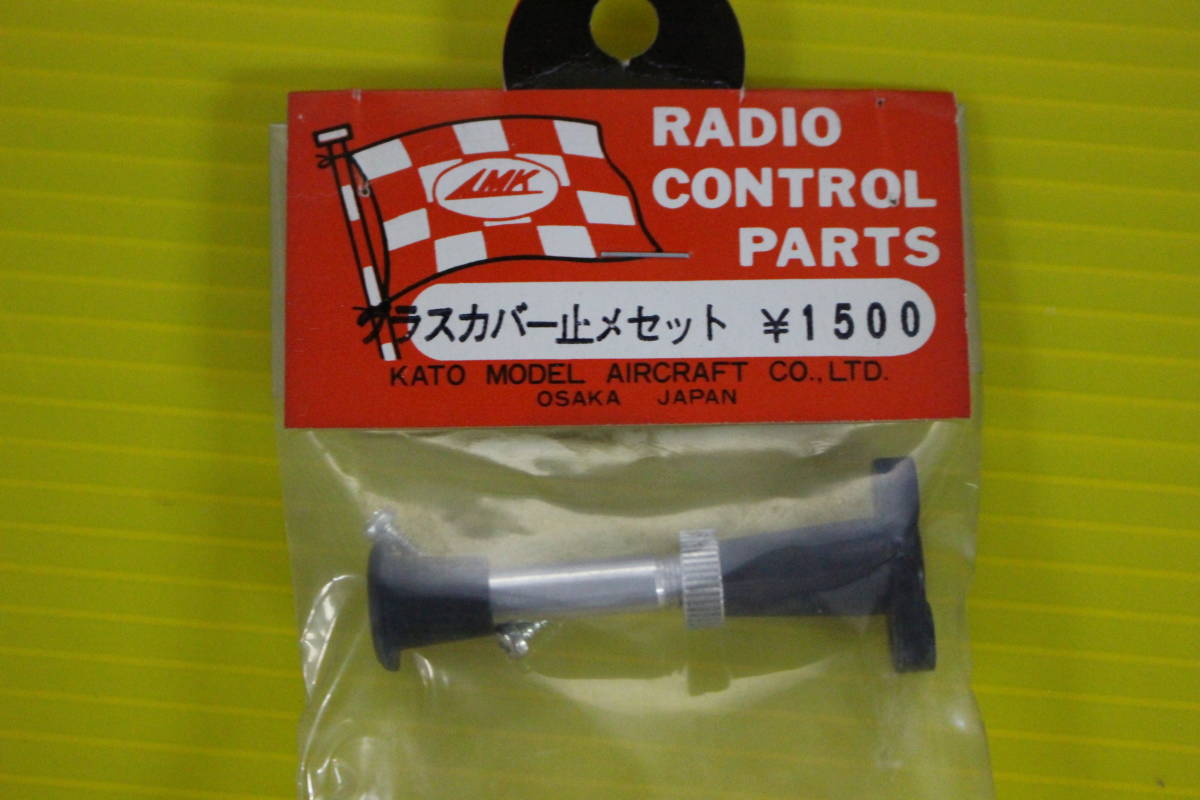 LMK
RADIO
CONTROL
PARTS
グラスカバー止メセット ¥1500
KATO MODEL AIRCRAFT CO., LTD.
OSAKA JAPAN